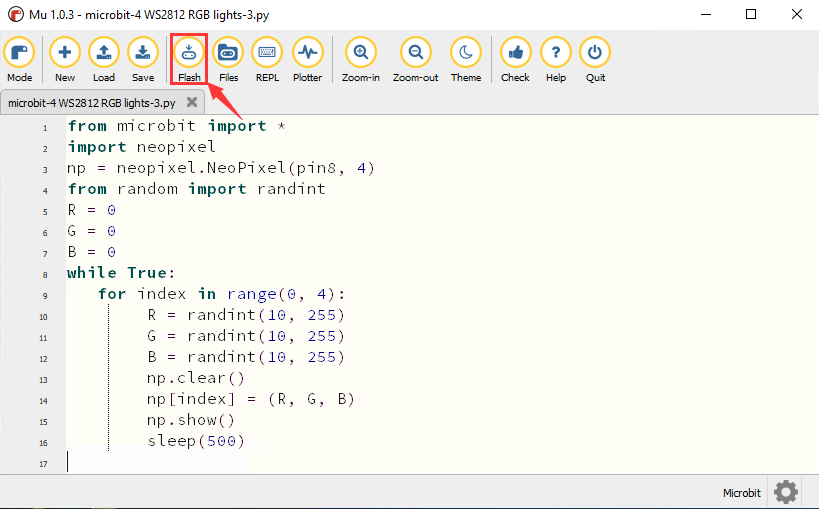 Mu 1.0.3 - microbit-4 WS2812 RGB lights-3.py
Mode New Load Save Flash Files REPL Plotter Zoom-in Zoom-out Theme Check Help Quit
microbit-4 WS2812 RGB lights-3.py
1 from microbit import *
2 import neopixel
3 np = neopixel.NeoPixel(pin8, 4)
4 from random import randint
5 R = 0
6 G = 0
7 B = 0
8 while True:
9 for index in range(0, 4):
10 R = randint(10, 255)
11 G = randint(10, 255)
12 B = randint(10, 255)
13 np.clear()
14 np[index] = (R, G, B)
15 np.show()
16 sleep(500)
17
Microbit